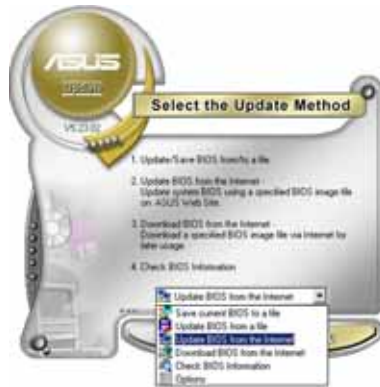 ASUS
Update
V5.23.02
Select the Update Method
1. Update/Save BIOS from/to a file
2. Update BIOS from the Internet -
Update system BIOS using a specified BIOS image file
on ASUS Web Site.
3. Download BIOS from the Internet -
Download a specified BIOS image file via Internet for
later usage.
4. Check BIOS Information
Update BIOS from the Internet
Save current BIOS to a file
Update BIOS from a file
Update BIOS from the Internet
Download BIOS from the Internet
Check BIOS Information
Options